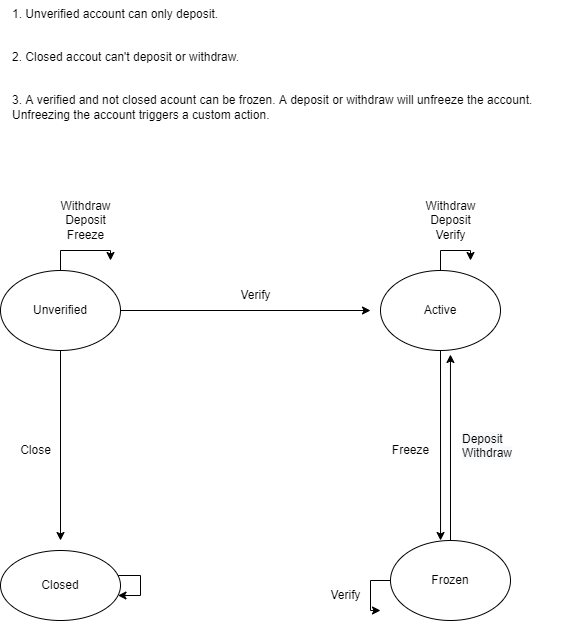 1. Unverified account can only deposit.
2. Closed accout can't deposit or withdraw.
3. A verified and not closed acount can be frozen. A deposit or withdraw will unfreeze the account.
Unfreezing the account triggers a custom action.
Withdraw
Deposit
Freeze
Withdraw
Deposit
Verify
Verify
Unverified
Active
Close
Freeze
Deposit
Withdraw
Closed
Frozen
Verify